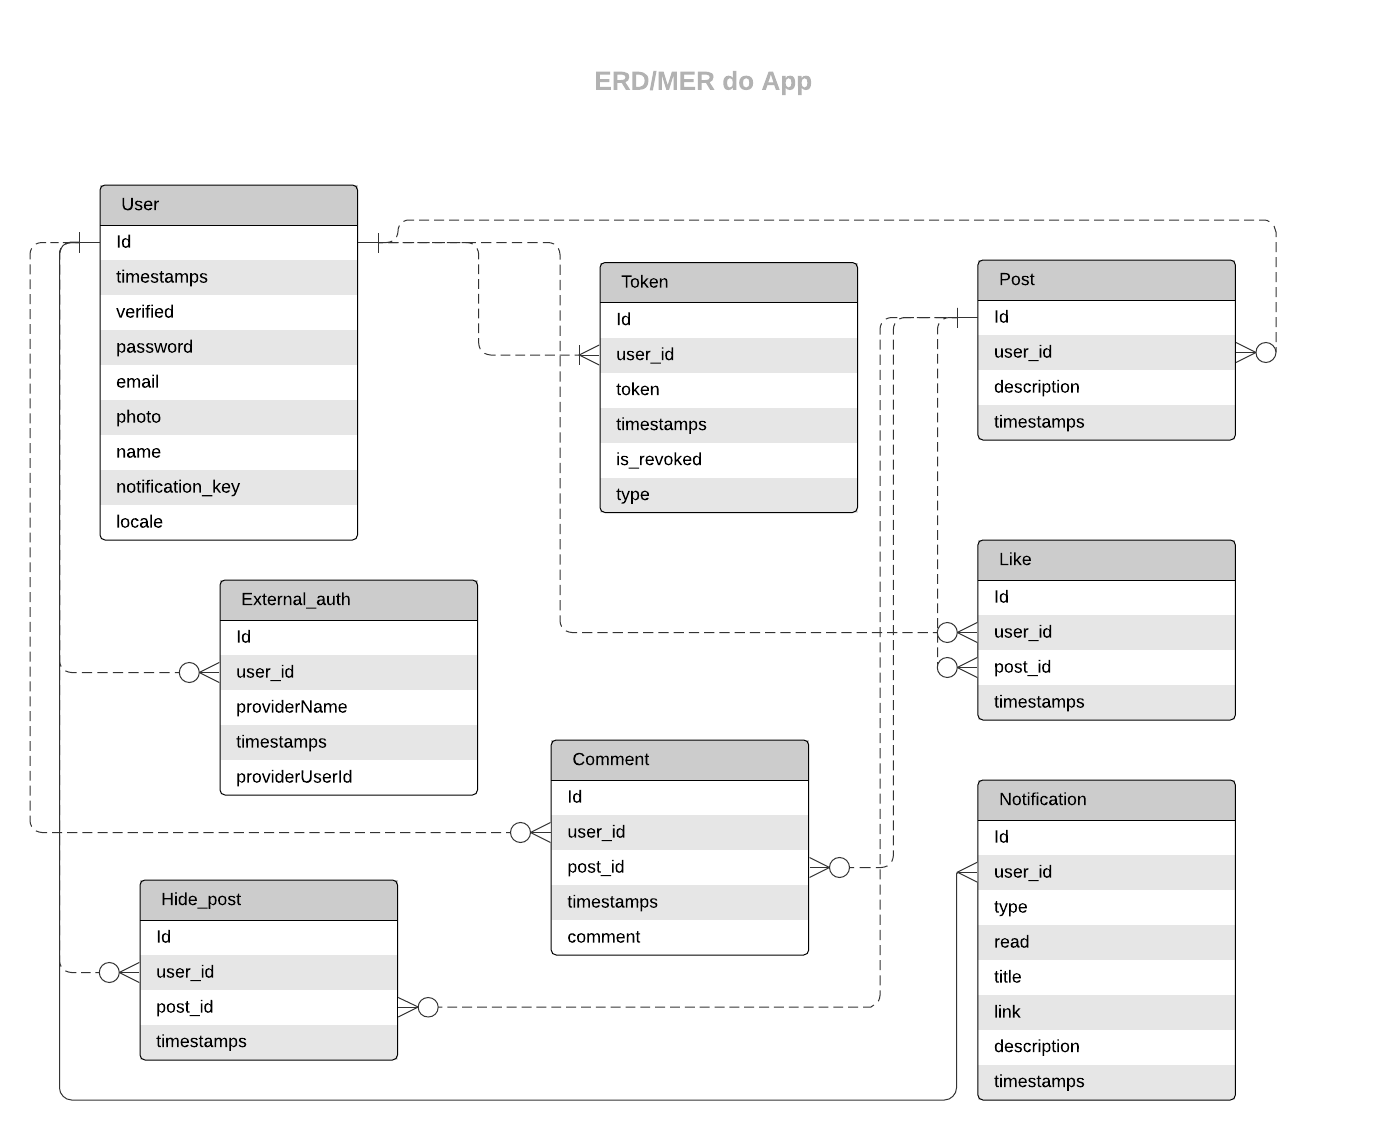 ERD/MER do App
User
Id
timestamps
verified
password
email
photo
name
notification_key
locale
Token
Id
user_id
token
timestamps
is_revoked
type
Post
Id
user_id
description
timestamps
Like
Id
user_id
post_id
timestamps
External_auth
Id
user_id
providerName
timestamps
providerUserId
Comment
Id
user_id
post_id
timestamps
comment
Notification
Id
user_id
type
read
title
link
description
timestamps
Hide_post
Id
user_id
post_id
timestamps